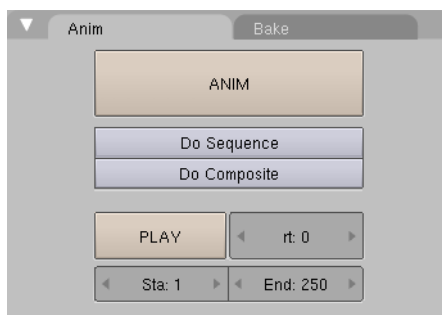 Anim Bake
ANIM
Do Sequence
Do Composite
PLAY rt: 0
Sta: 1 End: 250